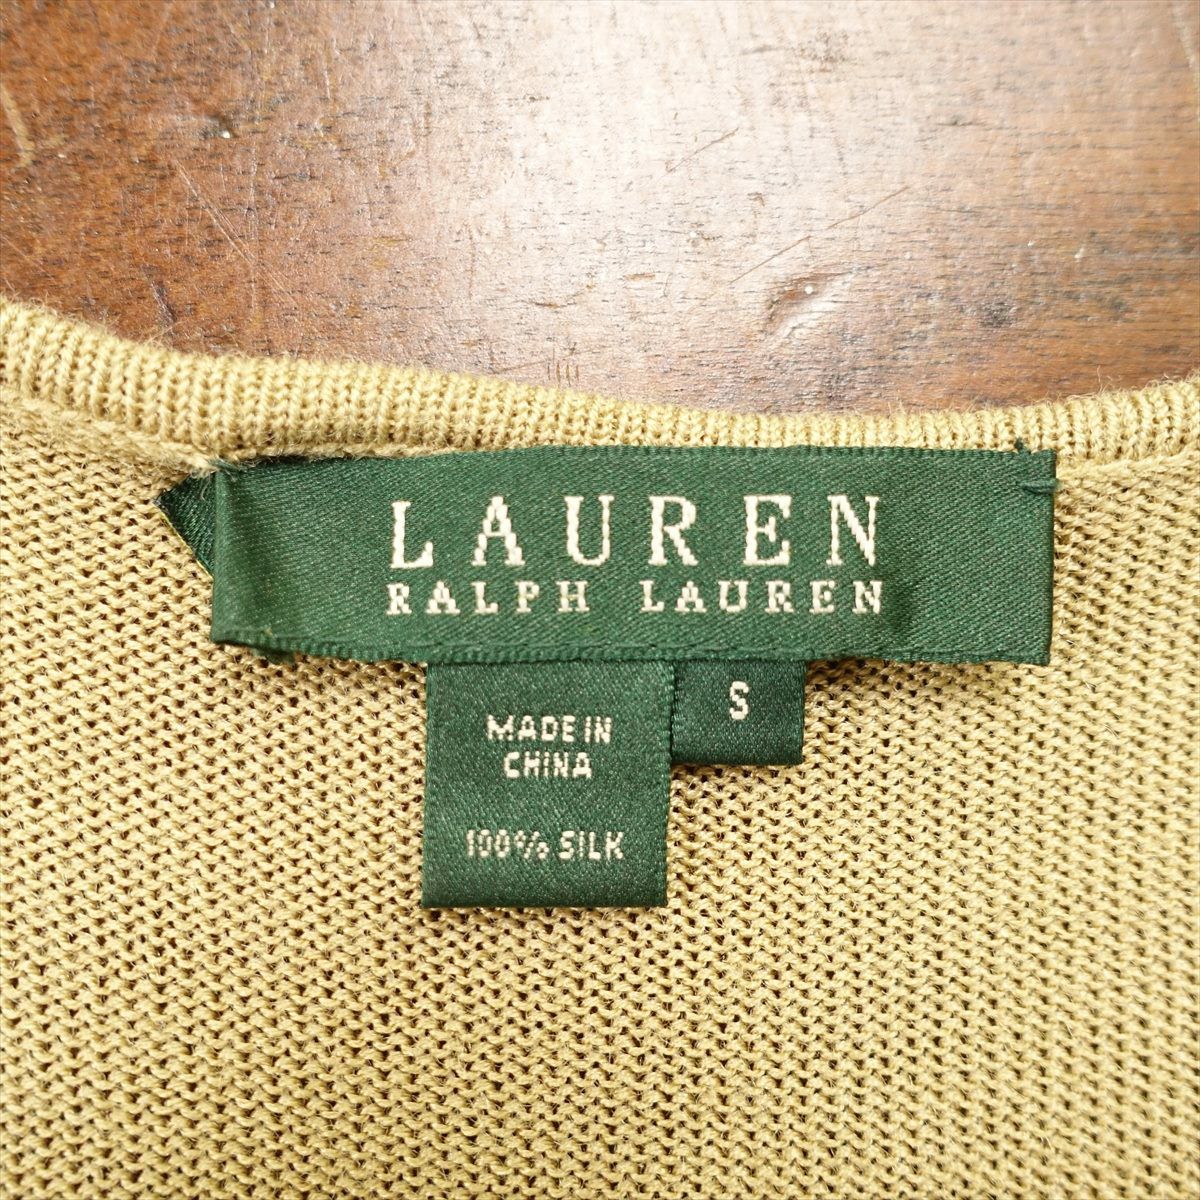 LAUREN
RALPH LAUREN
S
MADE IN
CHINA
100% SILK